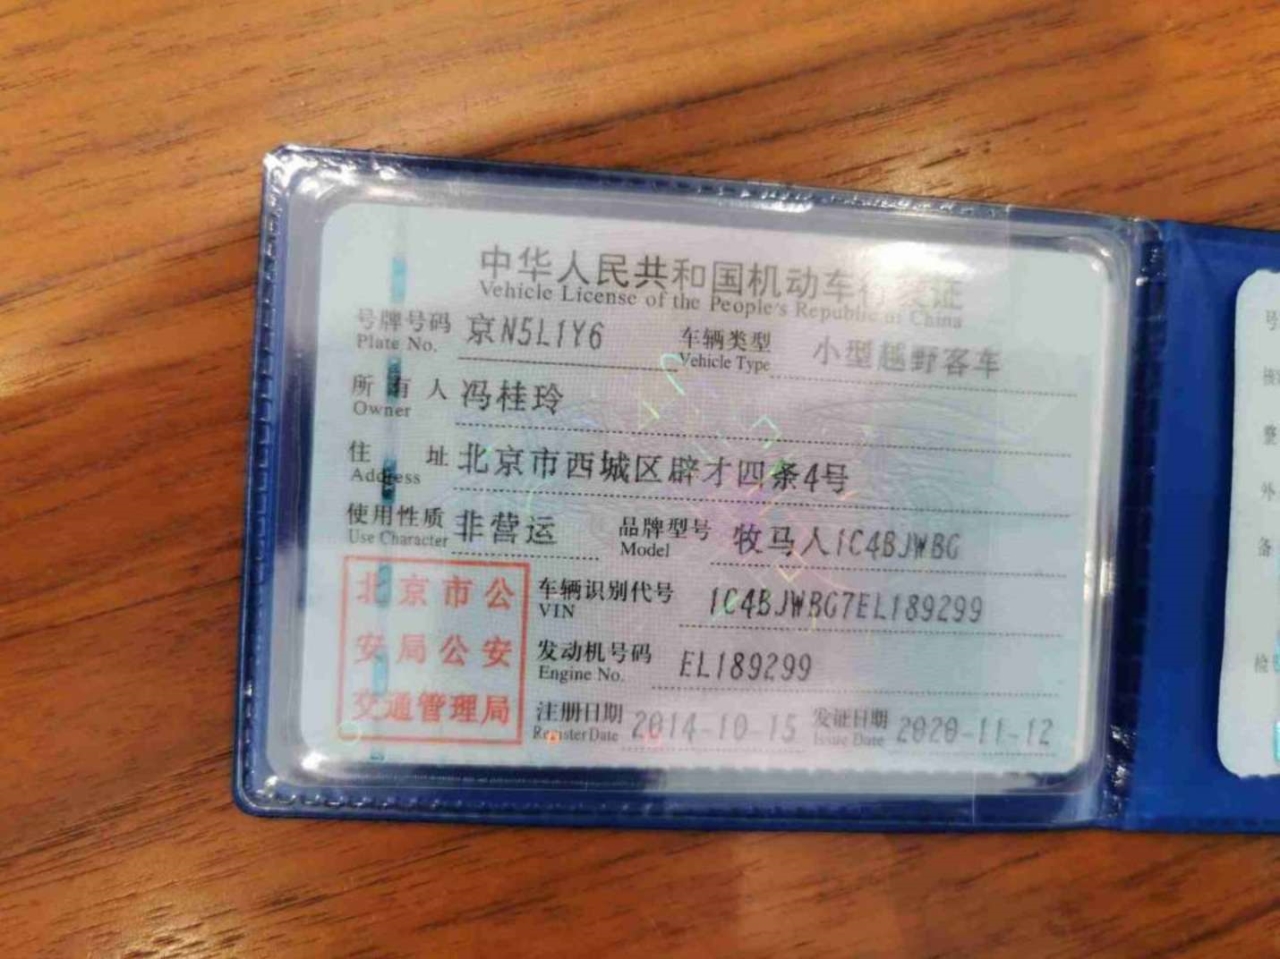 中华人民共和国机动车行驶证
Vehicle License of the People's Republic of China
号牌号码 京N5L1Y6 车辆类型 小型越野客车
Plate No. Vehicle Type
所有人 冯桂玲
Owner
住址 北京市西城区辟才四条4号
Address
使用性质 非营运 品牌型号 牧马人1C4BJWBG
Use Character Model
北京市公
安局公安
交通管理局
车辆识别代号 1C4BJWBG7EL189299
VIN
发动机号码 EL189299
Engine No.
注册日期 2014-10-15 发证日期 2020-11-12
Register Date Issue Date
号
整
外
备
检